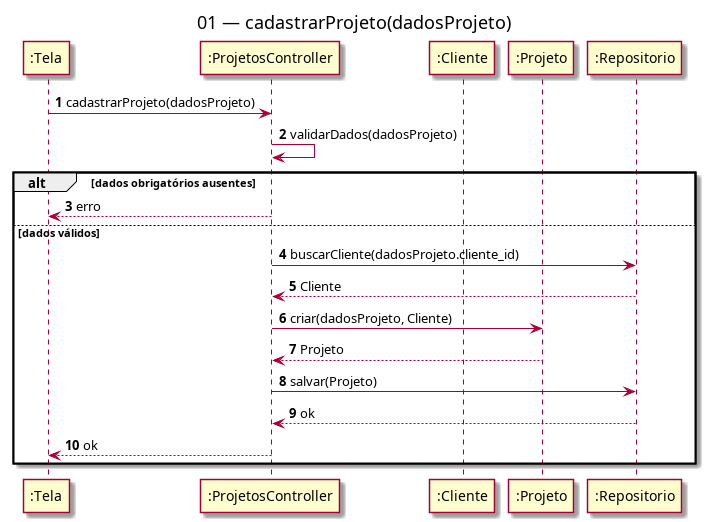 01 — cadastrarProjeto(dadosProjeto)
:Tela :ProjetosController :Cliente :Projeto :Repositorio
1 cadastrarProjeto(dadosProjeto)
2 validarDados(dadosProjeto)
alt [dados obrigatórios ausentes]
3 erro
[dados válidos]
4 buscarCliente(dadosProjeto.cliente_id)
5 Cliente
6 criar(dadosProjeto, Cliente)
7 Projeto
8 salvar(Projeto)
9 ok
10 ok
:Tela :ProjetosController :Cliente :Projeto :Repositorio